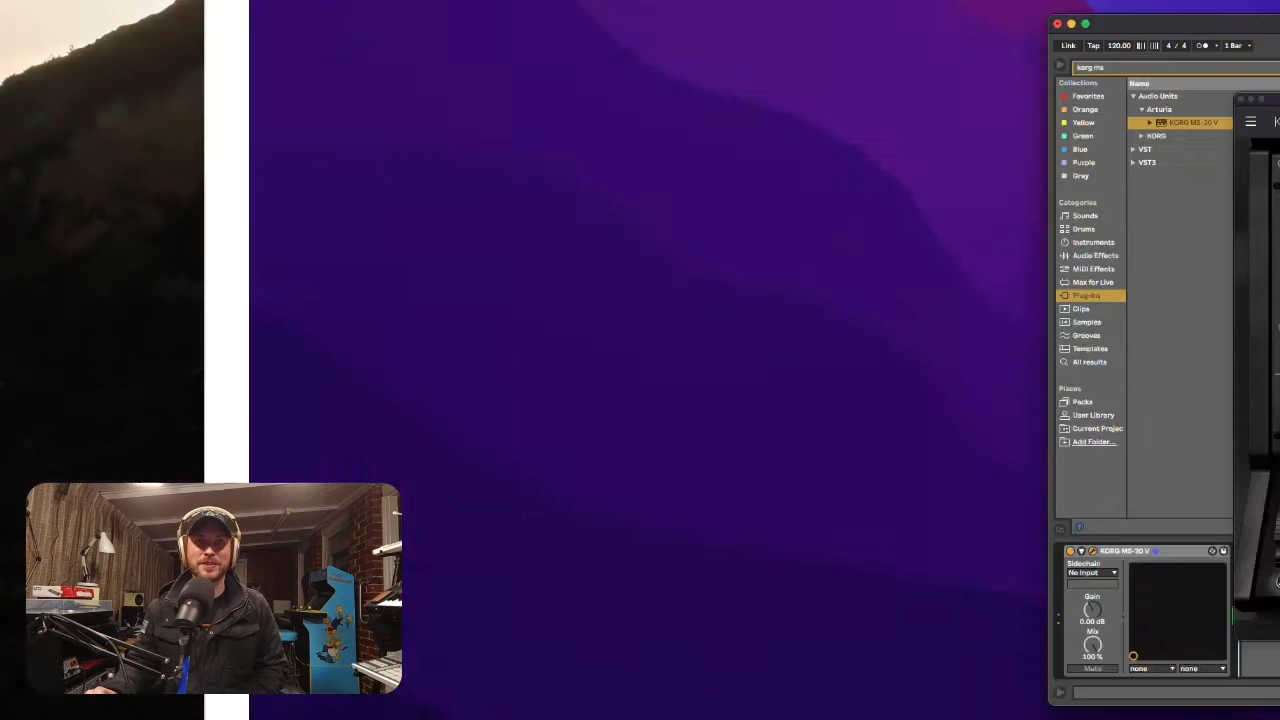 Link Tap 120.00 4 / 4 1 Bar
korg ms
Collections
Favorites
Orange
Yellow
Green
Blue
Purple
Gray
Categories
Sounds
Drums
Instruments
Audio Effects
MIDI Effects
Max for Live
Plug-Ins
Clips
Samples
Grooves
Templates
All results
Places
Packs
User Library
Current Projec
Add Folder...
Name
Audio Units
Arturia
KORG MS-20 V
KORG
VST
VST3
KORG MS-20 V
Sidechain
No Input
Gain
0.00 dB
Mix
100 %
Mute
none none